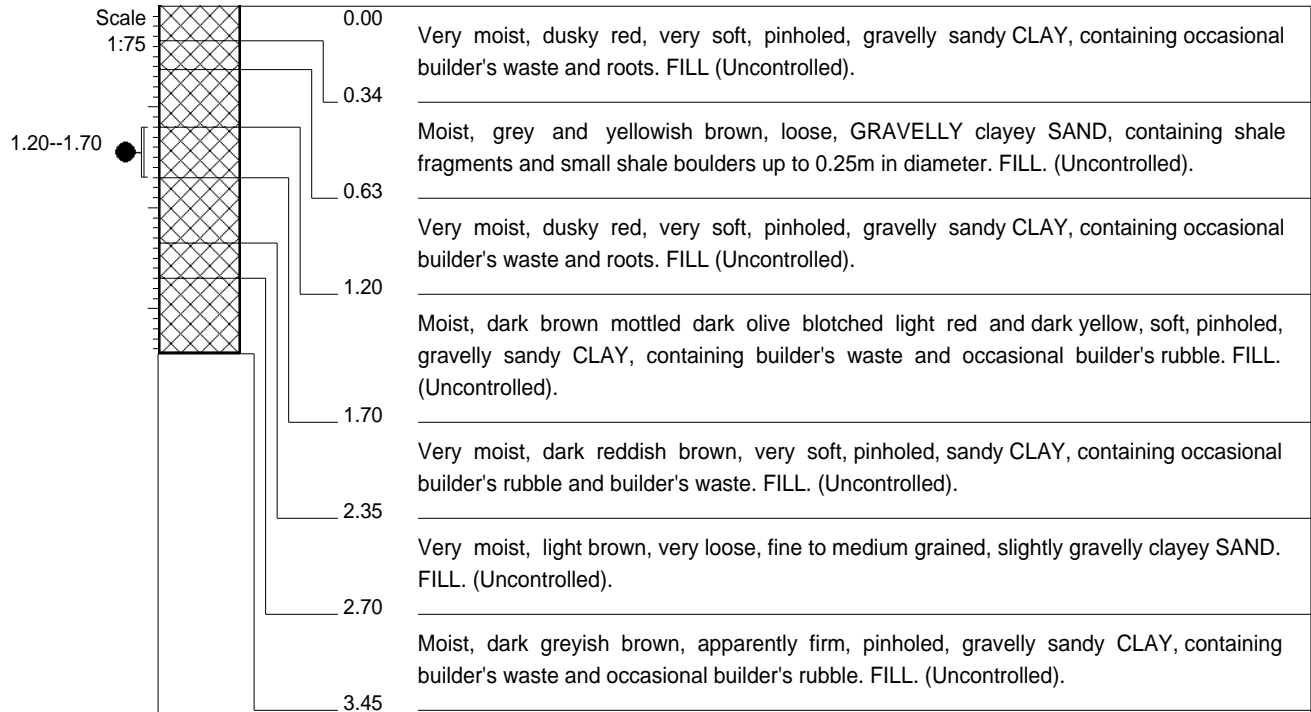 Scale
1:75
0.00
Very moist, dusky red, very soft, pinholed, gravelly sandy CLAY, containing occasional
builder's waste and roots. FILL (Uncontrolled).
0.34
Moist, grey and yellowish brown, loose, GRAVELLY clayey SAND, containing shale
fragments and small shale boulders up to 0.25m in diameter. FILL. (Uncontrolled).
1.20--1.70
0.63
Very moist, dusky red, very soft, pinholed, gravelly sandy CLAY, containing occasional
builder's waste and roots. FILL (Uncontrolled).
1.20
Moist, dark brown mottled dark olive blotched light red and dark yellow, soft, pinholed,
gravelly sandy CLAY, containing builder's waste and occasional builder's rubble. FILL.
(Uncontrolled).
1.70
Very moist, dark reddish brown, very soft, pinholed, sandy CLAY, containing occasional
builder's rubble and builder's waste. FILL. (Uncontrolled).
2.35
Very moist, light brown, very loose, fine to medium grained, slightly gravelly clayey SAND.
FILL. (Uncontrolled).
2.70
Moist, dark greyish brown, apparently firm, pinholed, gravelly sandy CLAY, containing
builder's waste and occasional builder's rubble. FILL. (Uncontrolled).
3.45